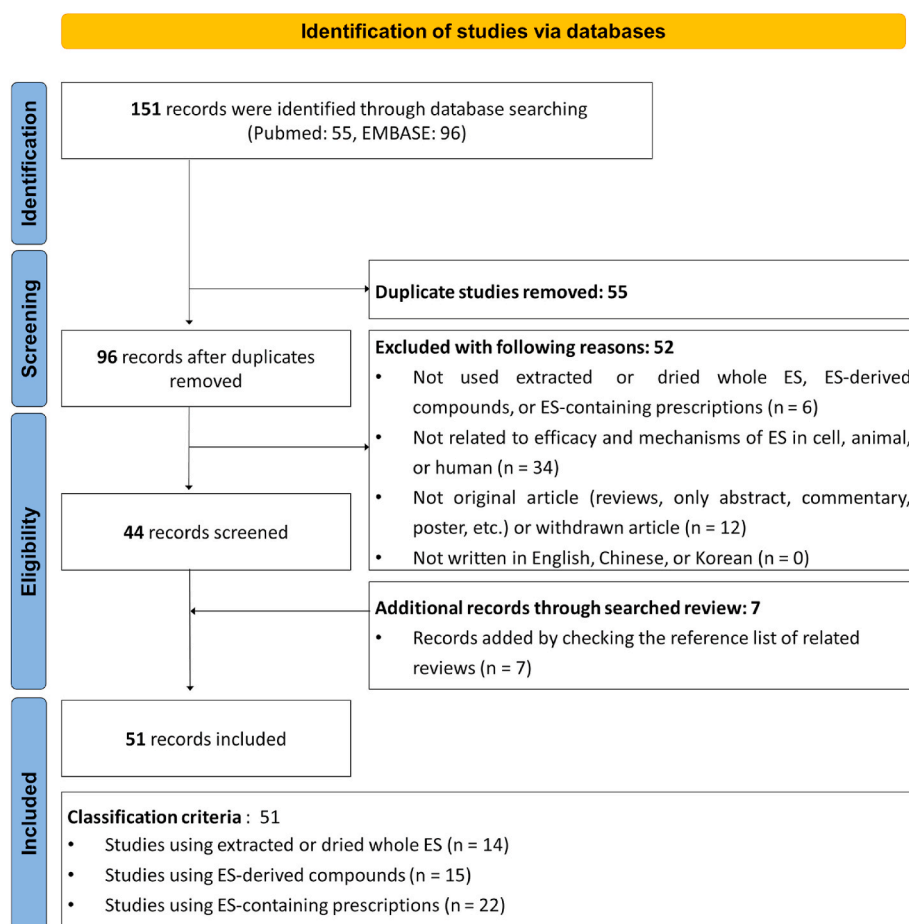 Identification of studies via databases
Identification
151 records were identified through database searching
(Pubmed: 55, EMBASE: 96)
Screening
Duplicate studies removed: 55
96 records after duplicates
removed
Excluded with following reasons: 52
• Not used extracted or dried whole ES, ES-derived
compounds, or ES-containing prescriptions (n = 6)
• Not related to efficacy and mechanisms of ES in cell, animal,
or human (n = 34)
• Not original article (reviews, only abstract, commentary,
poster, etc.) or withdrawn article (n = 12)
• Not written in English, Chinese, or Korean (n = 0)
Eligibility
44 records screened
Additional records through searched review: 7
• Records added by checking the reference list of related
reviews (n = 7)
Included
51 records included
Classification criteria : 51
• Studies using extracted or dried whole ES (n = 14)
• Studies using ES-derived compounds (n = 15)
• Studies using ES-containing prescriptions (n = 22)